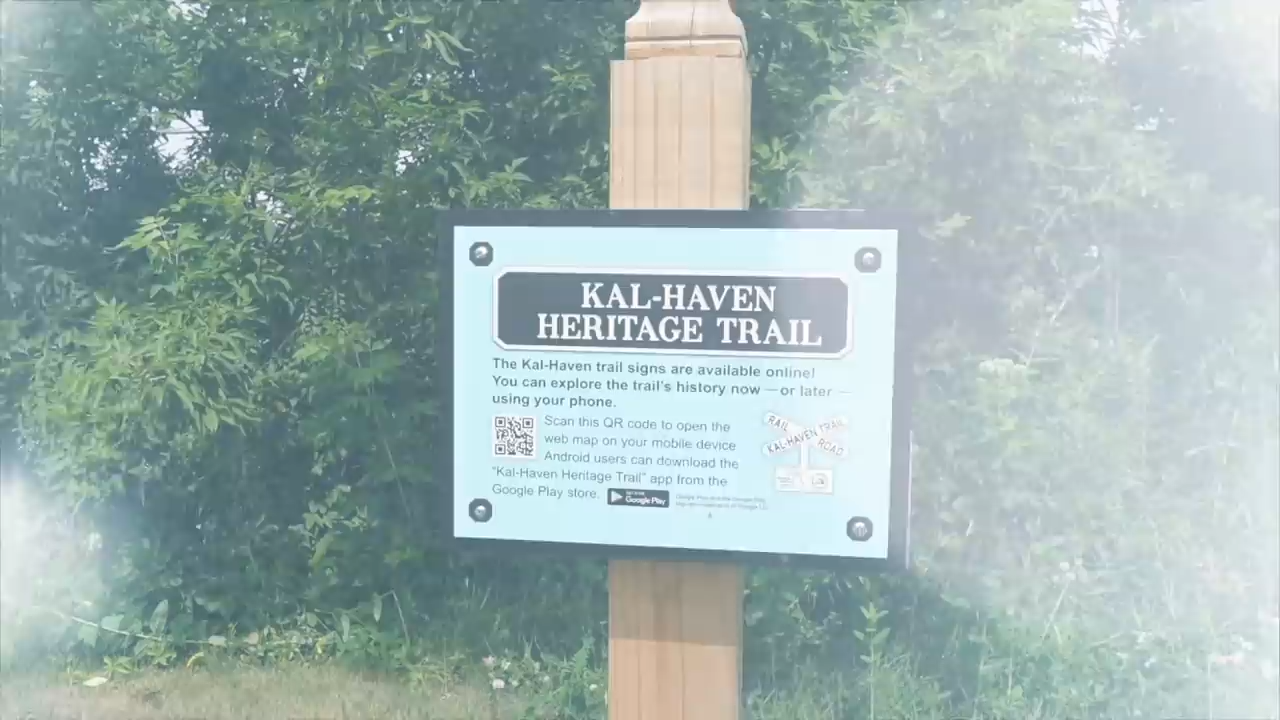 KAL-HAVEN
HERITAGE TRAIL
The Kal-Haven trail signs are available online!
You can explore the trail's history now — or later —
using your phone.
Scan this QR code to open the
web map on your mobile device
Android users can download the
"Kal-Haven Heritage Trail" app from the
Google Play store.
Google Play
RAIL
KAL-HAVEN TRAIL
ROAD